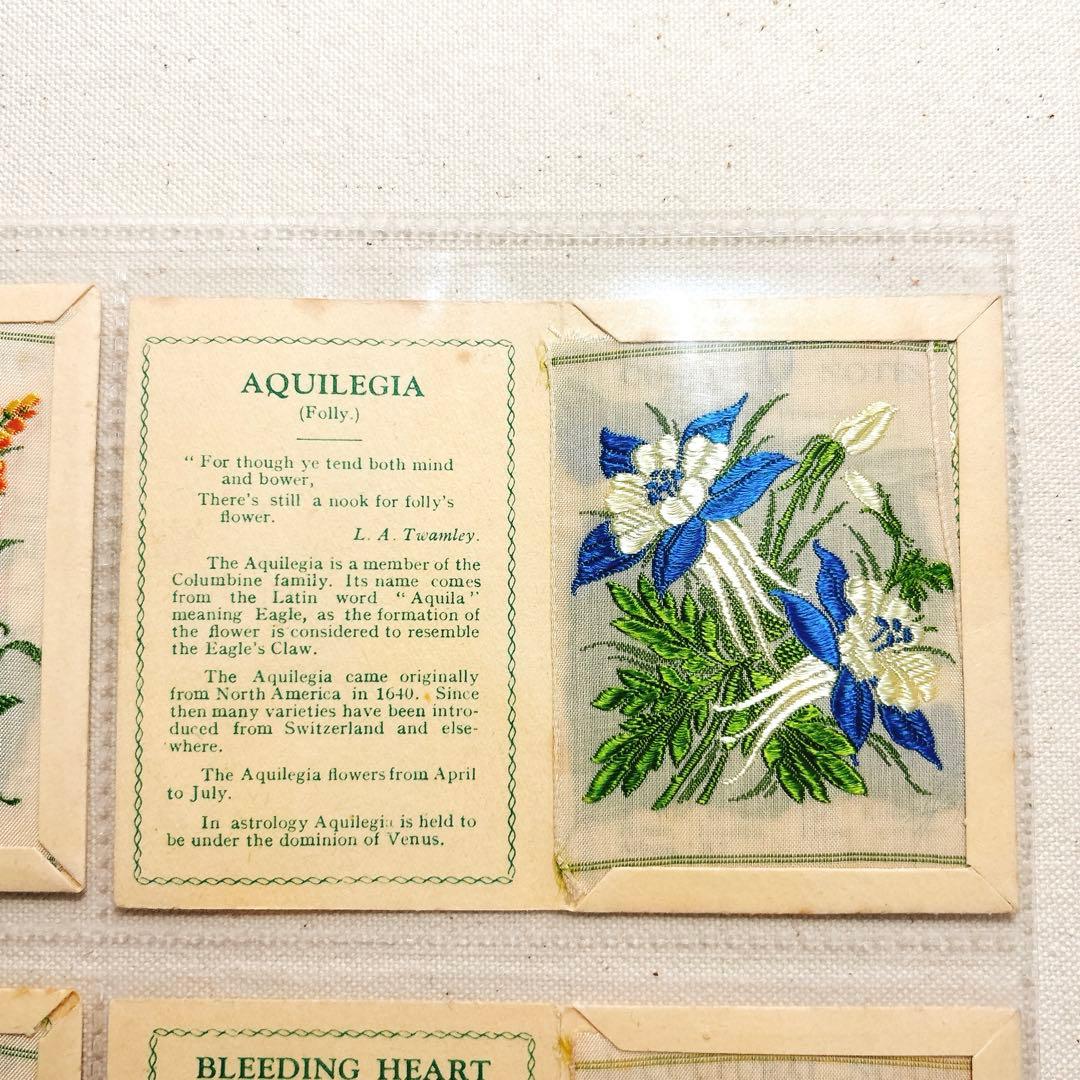 AQUILEGIA
(Folly.)
“ For though ye tend both mind
and bower,
There's still a nook for folly's
flower.
L. A. Twamley.
The Aquilegia is a member of the
Columbine family. Its name comes
from the Latin word “Aquila”
meaning Eagle, as the formation of
the flower is considered to resemble
the Eagle's Claw.
The Aquilegia came originally
from North America in 1640. Since
then many varieties have been intro-
duced from Switzerland and else-
where.
The Aquilegia flowers from April
to July.
In astrology Aquilegia is held to
be under the dominion of Venus.
BLEEDING HEART